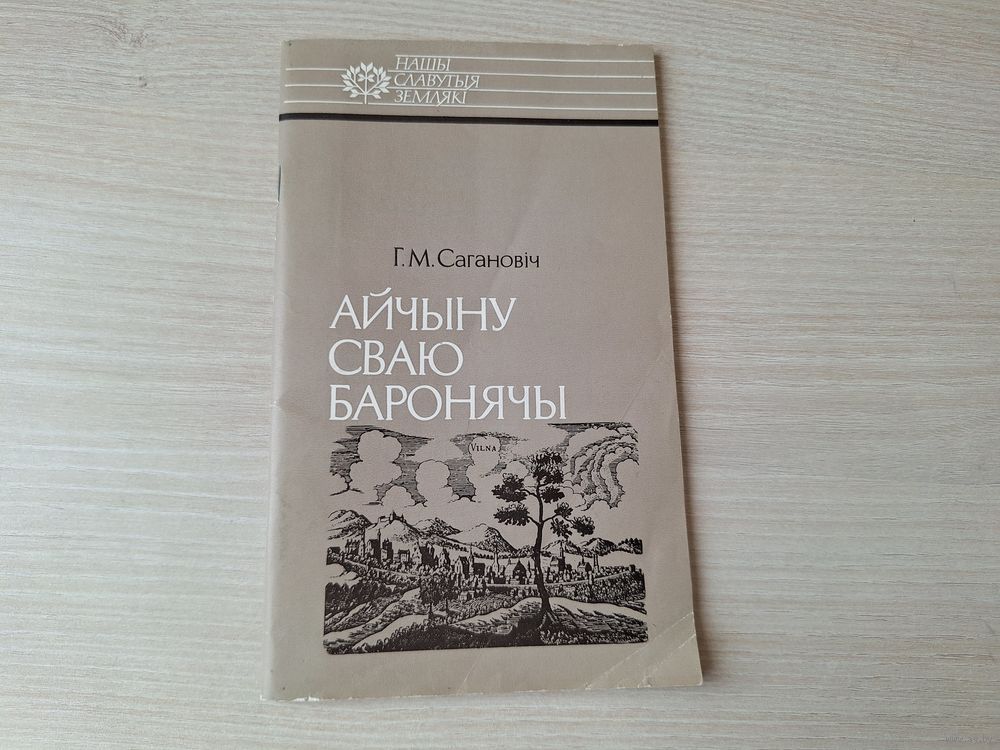 НАШЫ
СЛАВУТЫЯ
ЗЕМЛЯКІ
Г. М. Сагановіч
АЙЧЫНУ
СВАЮ
БАРОНЯЧЫ
VILNA